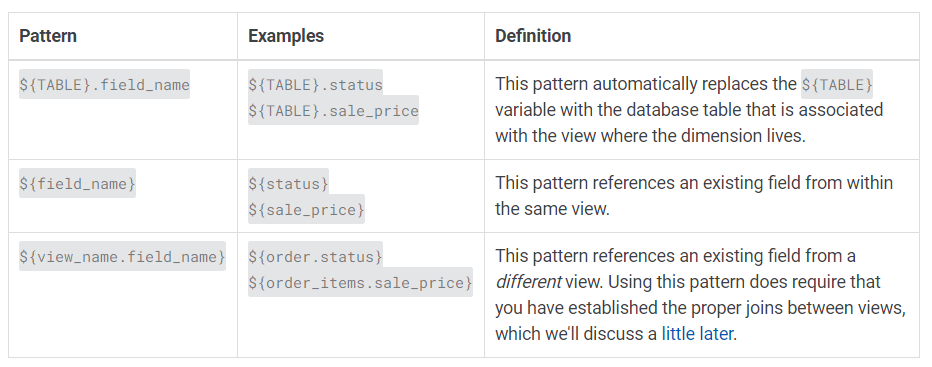 Pattern Examples Definition
${TABLE}.field_name ${TABLE}.status This pattern automatically replaces the ${TABLE}
${TABLE}.sale_price variable with the database table that is associated
with the view where the dimension lives.
${field_name} ${status} This pattern references an existing field from within
${sale_price} the same view.
${view_name.field_name} ${order.status} This pattern references an existing field from a
${order_items.sale_price} different view. Using this pattern does require that
you have established the proper joins between views,
which we'll discuss a little later.